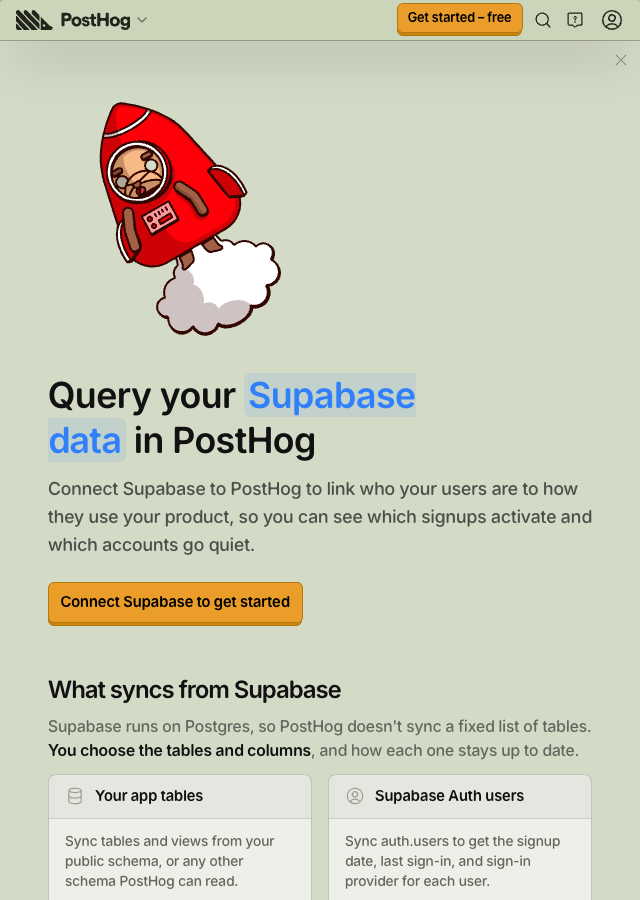 PostHog
Get started – free
Query your Supabase
data in PostHog
Connect Supabase to PostHog to link who your users are to how
they use your product, so you can see which signups activate and
which accounts go quiet.
Connect Supabase to get started
What syncs from Supabase
Supabase runs on Postgres, so PostHog doesn't sync a fixed list of tables.
You choose the tables and columns, and how each one stays up to date.
Your app tables
Sync tables and views from your
public schema, or any other
schema PostHog can read.
Supabase Auth users
Sync auth.users to get the signup
date, last sign-in, and sign-in
provider for each user.